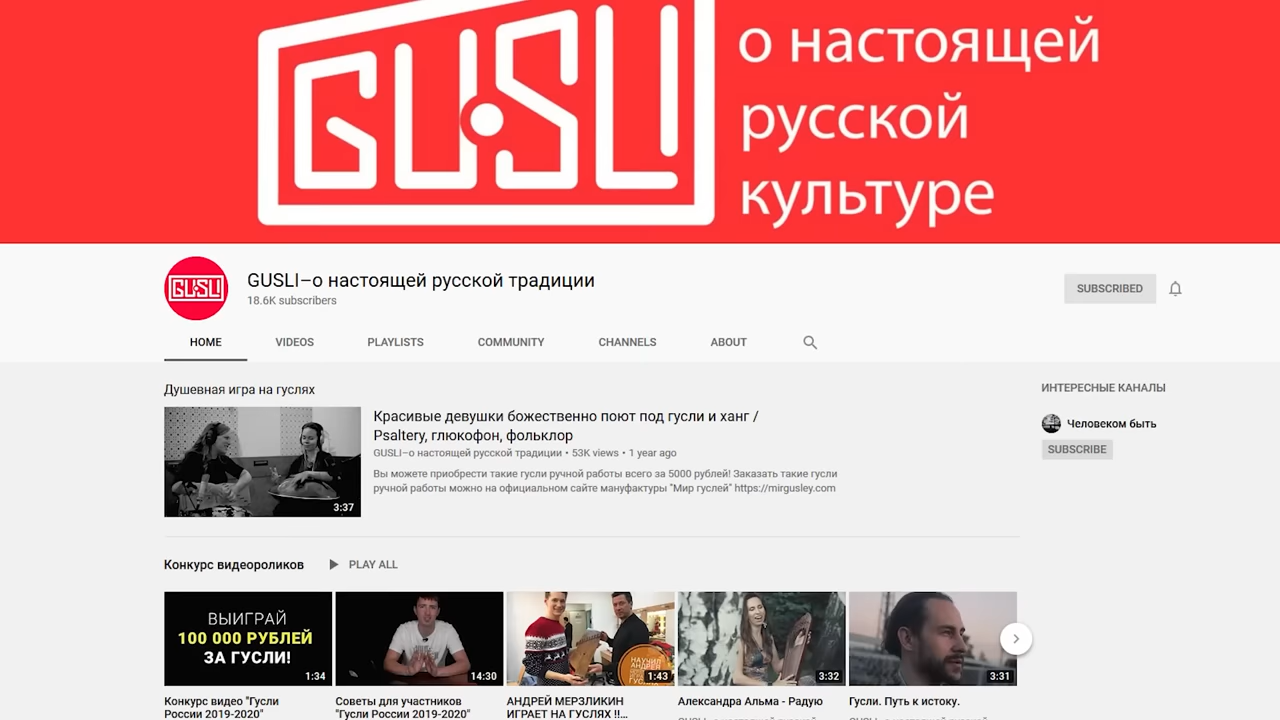 GUSLI
о настоящей
русской
культуре
GUSLI
GUSLI–о настоящей русской традиции
18.6K subscribers
SUBSCRIBED
HOME
VIDEOS
PLAYLISTS
COMMUNITY
CHANNELS
ABOUT
Душевная игра на гуслях
3:37
Красивые девушки божественно поют под гусли и ханг /
Psaltery, глюкофон, фольклор
GUSLI–о настоящей русской традиции • 53K views • 1 year ago
Вы можете приобрести такие гусли ручной работы всего за 5000 рублей! Заказать такие гусли
ручной работы можно на официальном сайте мануфактуры "Мир гуслей" https://mirgusley.com
ИНТЕРЕСНЫЕ КАНАЛЫ
Человеком быть
SUBSCRIBE
Конкурс видеороликов
PLAY ALL
ВЫИГРАЙ
100 000 РУБЛЕЙ
ЗА ГУСЛИ!
1:34
14:30
НАУЧИЛ
АНДРЕЙ
1:43
3:32
3:31
Конкурс видео "Гусли
России 2019-2020"
Советы для участников
"Гусли России 2019-2020"
АНДРЕЙ МЕРЗЛИКИН
ИГРАЕТ НА ГУСЛЯХ !!...
Александра Альма - Радую
Гусли. Путь к истоку.